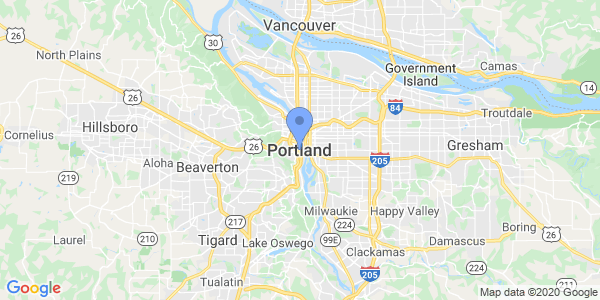 Vancouver
30
North Plains
Government
Island
Camas
14
26
84
Troutdale
26
Cornelius
Hillsboro
26
Portland
Gresham
Aloha
Beaverton
205
219
Milwaukie
Happy Valley
217
224
Boring
26
Laurel
210
Tigard
Lake Oswego
99E
Damascus
Clackamas
224
205
Tualatin
Google
Map data ©2020 Google